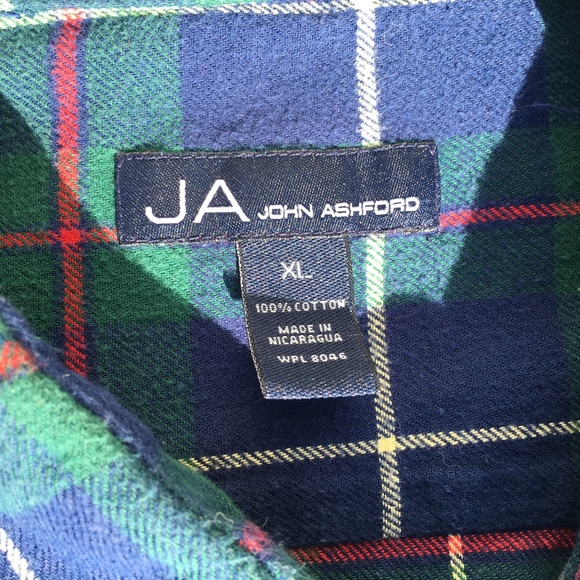 JA JOHN ASHFORD
XL
100% COTTON
MADE IN
NICARAGUA
WPL 8046